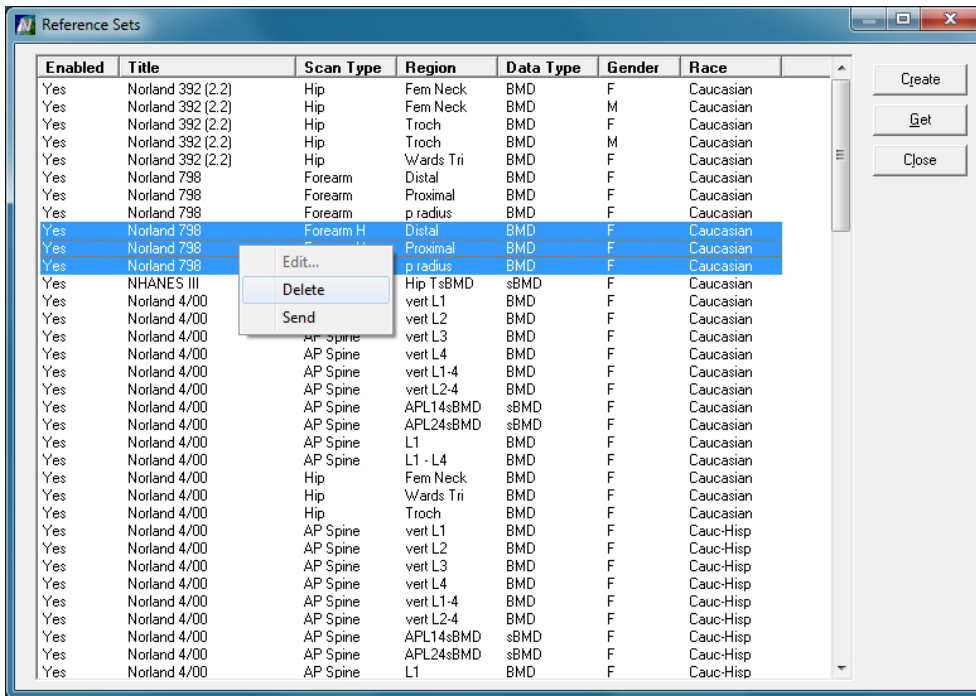 Reference Sets
Enabled Title Scan Type Region Data Type Gender Race
Create
Get
Close
Yes Norland 392 (2.2) Hip Fem Neck BMD F Caucasian
Yes Norland 392 (2.2) Hip Fem Neck BMD M Caucasian
Yes Norland 392 (2.2) Hip Troch BMD F Caucasian
Yes Norland 392 (2.2) Hip Troch BMD M Caucasian
Yes Norland 392 (2.2) Hip Wards Tri BMD F Caucasian
Yes Norland 798 Forearm Distal BMD F Caucasian
Yes Norland 798 Forearm Proximal BMD F Caucasian
Yes Norland 798 Forearm p radius BMD F Caucasian
Yes Norland 798 Forearm H Distal BMD F Caucasian
Yes Norland 798 Proximal BMD F Caucasian
Yes Norland 798 p radius BMD F Caucasian
Yes NHANES III Hip TsBMD sBMD F Caucasian
Yes Norland 4/00 vert L1 BMD F Caucasian
Yes Norland 4/00 vert L2 BMD F Caucasian
Edit...
Delete
Send
Yes Norland 4/00 AP Spine vert L3 BMD F Caucasian
Yes Norland 4/00 AP Spine vert L4 BMD F Caucasian
Yes Norland 4/00 AP Spine vert L1-4 BMD F Caucasian
Yes Norland 4/00 AP Spine vert L2-4 BMD F Caucasian
Yes Norland 4/00 AP Spine APL14sBMD sBMD F Caucasian
Yes Norland 4/00 AP Spine APL24sBMD sBMD F Caucasian
Yes Norland 4/00 AP Spine L1 BMD F Caucasian
Yes Norland 4/00 AP Spine L1 - L4 BMD F Caucasian
Yes Norland 4/00 Hip Fem Neck BMD F Caucasian
Yes Norland 4/00 Hip Wards Tri BMD F Caucasian
Yes Norland 4/00 Hip Troch BMD F Caucasian
Yes Norland 4/00 AP Spine vert L1 BMD F Cauc-Hisp
Yes Norland 4/00 AP Spine vert L2 BMD F Cauc-Hisp
Yes Norland 4/00 AP Spine vert L3 BMD F Cauc-Hisp
Yes Norland 4/00 AP Spine vert L4 BMD F Cauc-Hisp
Yes Norland 4/00 AP Spine vert L1-4 BMD F Cauc-Hisp
Yes Norland 4/00 AP Spine vert L2-4 BMD F Cauc-Hisp
Yes Norland 4/00 AP Spine APL14sBMD sBMD F Cauc-Hisp
Yes Norland 4/00 AP Spine APL24sBMD sBMD F Cauc-Hisp
Yes Norland 4/00 AP Spine L1 BMD F Cauc-Hisp